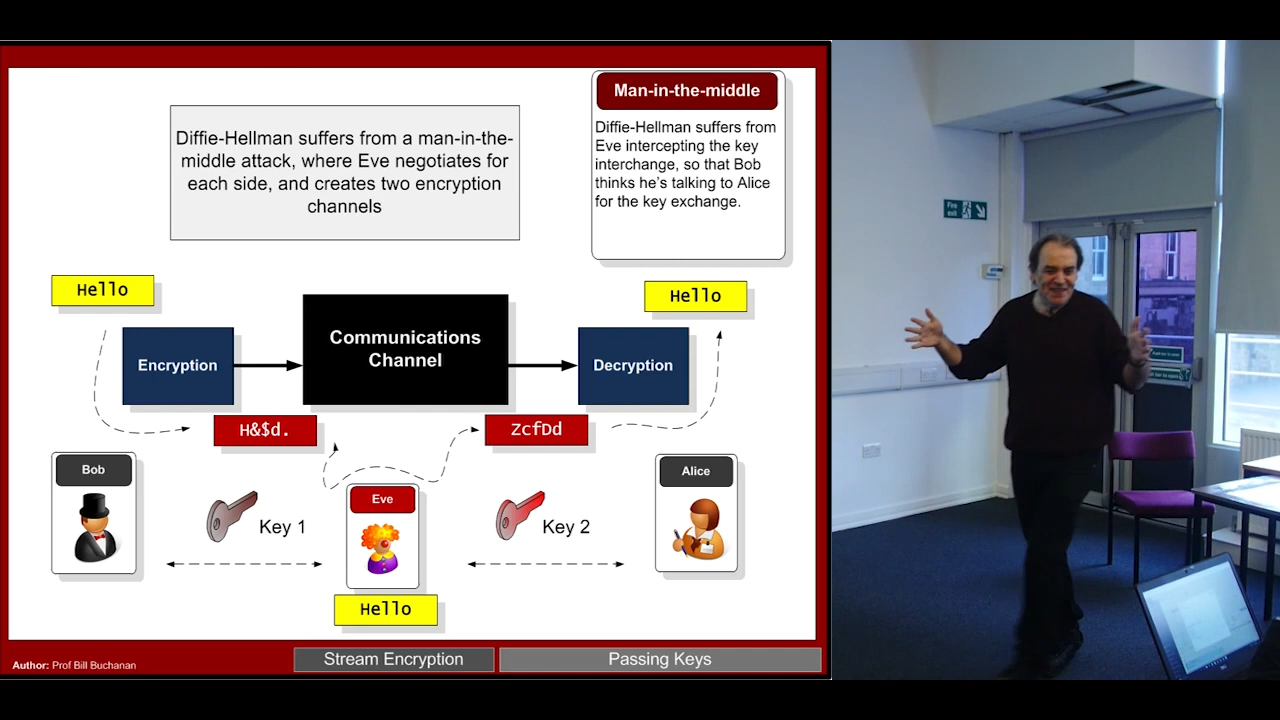 Man-in-the-middle
Diffie-Hellman suffers from a man-in-the-
middle attack, where Eve negotiates for
each side, and creates two encryption
channels
Diffie-Hellman suffers from
Eve intercepting the key
interchange, so that Bob
thinks he's talking to Alice
for the key exchange.
Hello
Hello
Encryption
Communications
Channel
Decryption
H&$d.
ZcfDd
Bob
Eve
Alice
Key 1
Key 2
Hello
Author: Prof Bill Buchanan
Stream Encryption
Passing Keys
Fire
exit